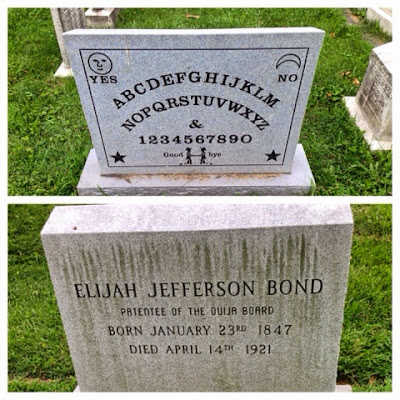 YES NO
ABCDEFGHIJKLM
NOPQRSTUVWXYZ
&
1234567890
Good bye
ELIJAH JEFFERSON BOND
PATENTEE OF THE OUIJA BOARD
BORN JANUARY 23RD 1847
DIED APRIL 14TH 1921